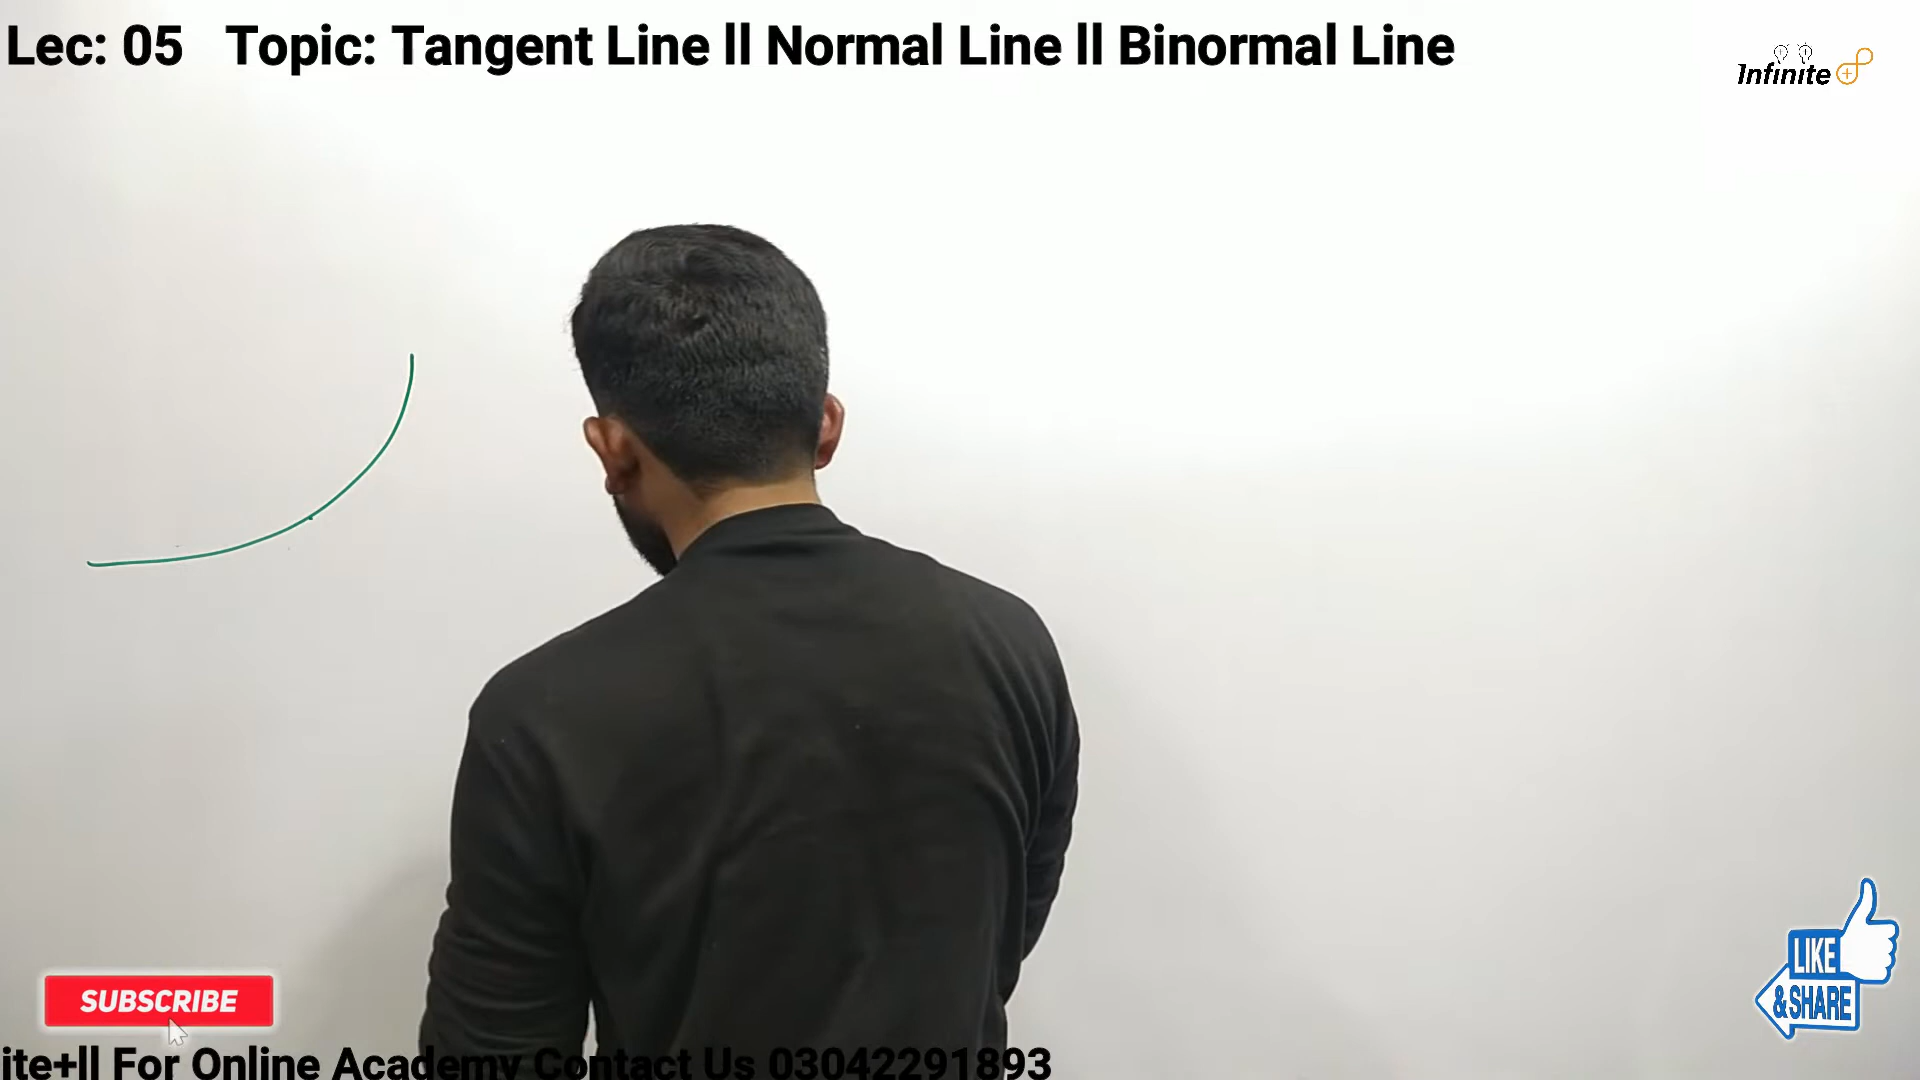 Lec: 05 Topic: Tangent Line ll Normal Line ll Binormal Line
Infinite
LIKE
& SHARE
SUBSCRIBE
ite+ll For Online Academy Contact Us 03042291893